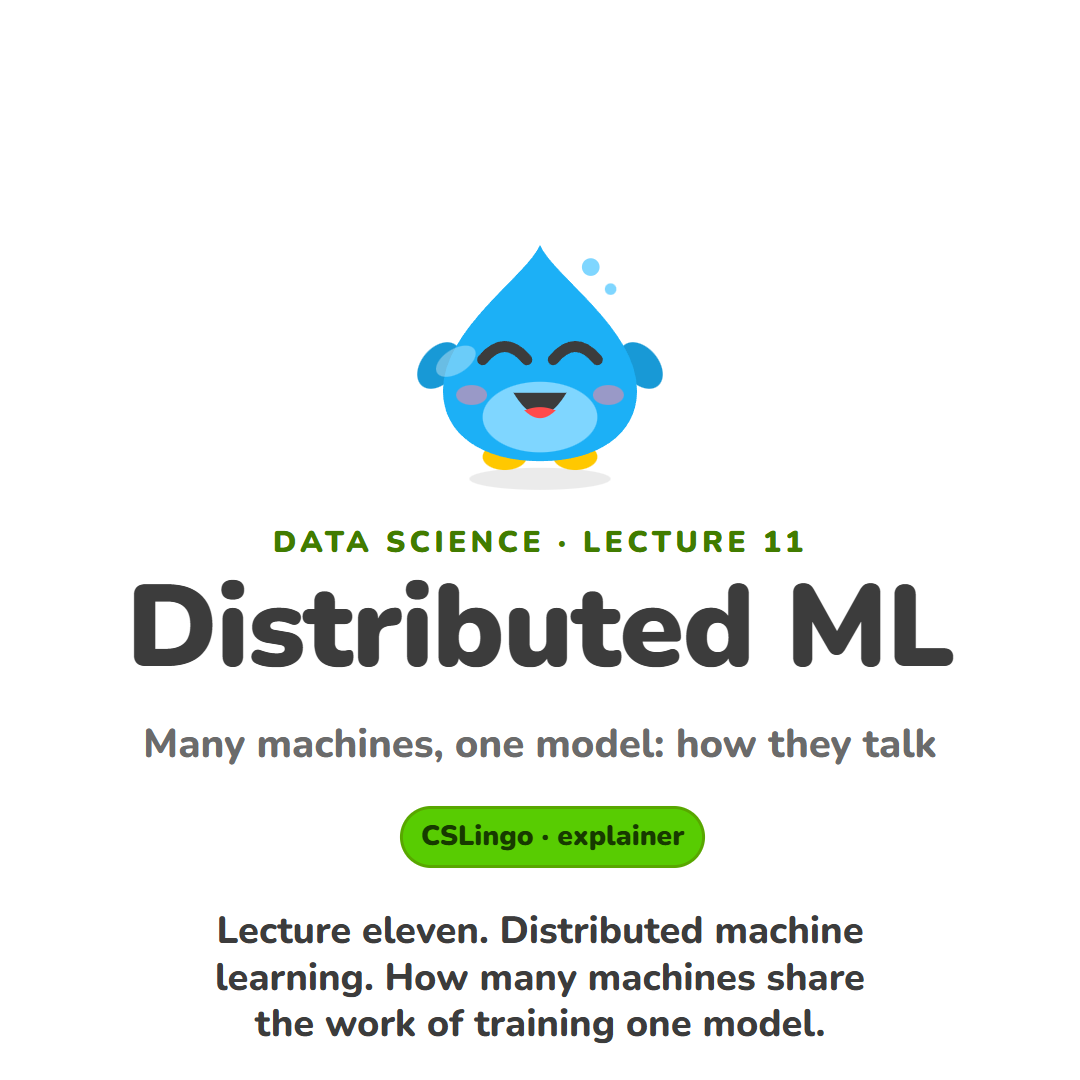 DATA SCIENCE · LECTURE 11
Distributed ML
Many machines, one model: how they talk
CSLingo · explainer
Lecture eleven. Distributed machine
learning. How many machines share
the work of training one model.